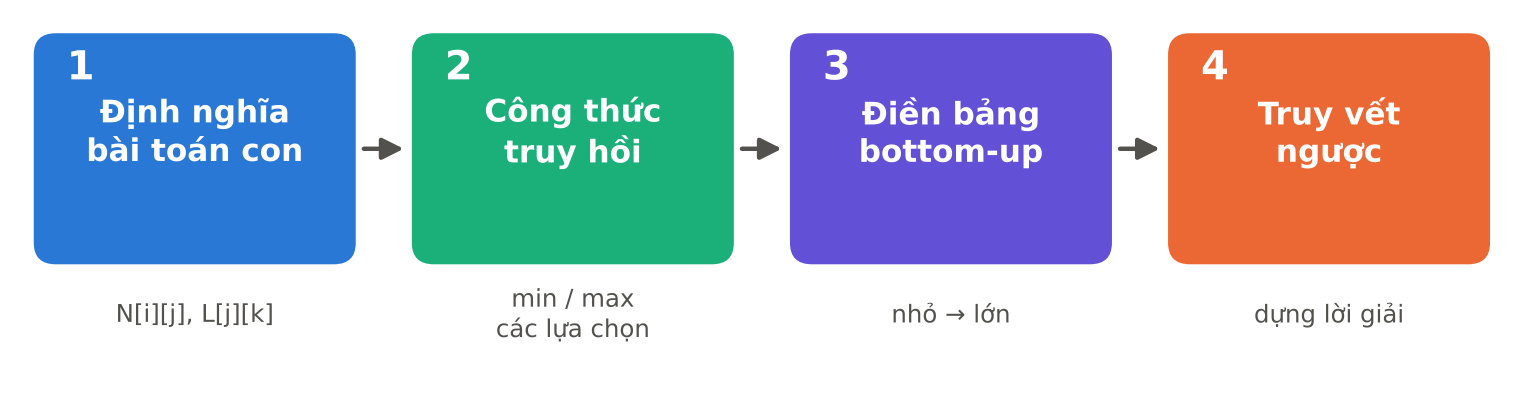 1
Định nghĩa
bài toán con
N[i][j], L[j][k]
2
Công thức
truy hồi
min / max
các lựa chọn
3
Điền bảng
bottom-up
nhỏ → lớn
4
Truy vết
ngược
dựng lời giải